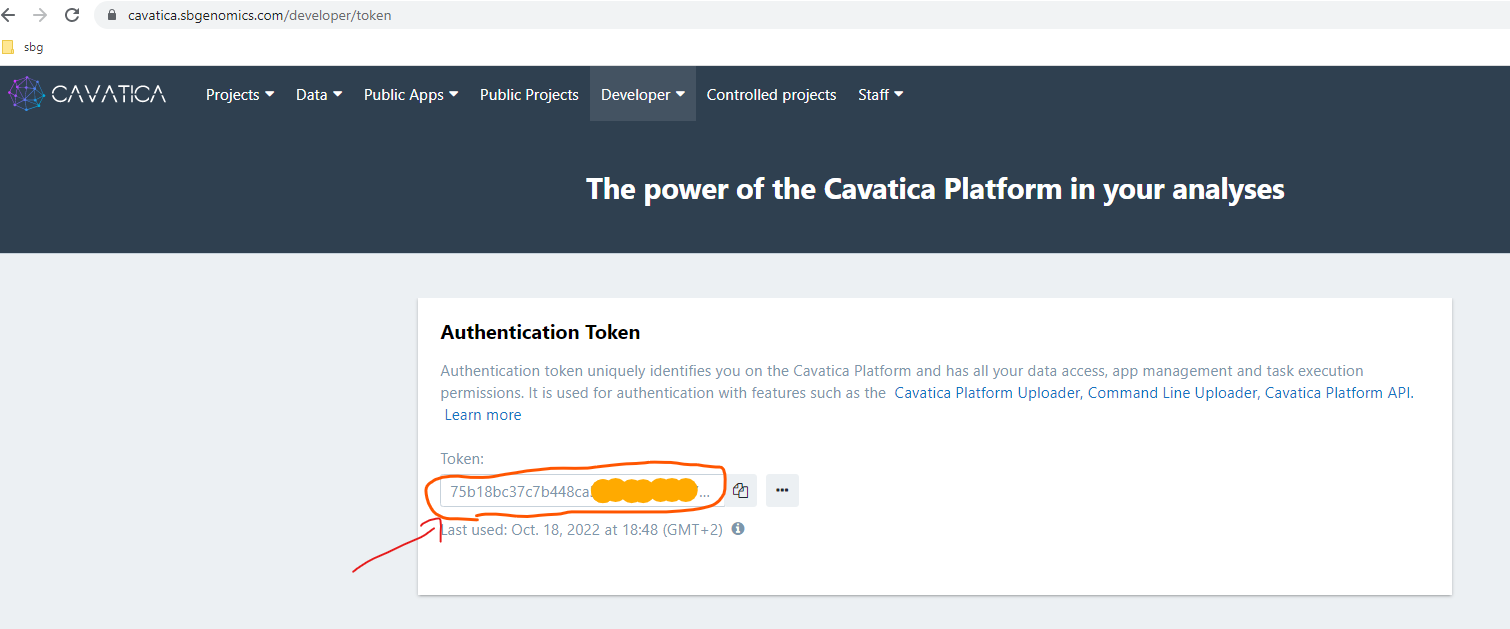 cavatica.sbgenomics.com/developer/token
sbg
CAVATICA Projects Data Public Apps Public Projects Developer Controlled projects Staff
The power of the Cavatica Platform in your analyses
Authentication Token
Authentication token uniquely identifies you on the Cavatica Platform and has all your data access, app management and task execution
permissions. It is used for authentication with features such as the Cavatica Platform Uploader, Command Line Uploader, Cavatica Platform API.
Learn more
Token:
75b18bc37c7b448ca...
Last used: Oct. 18, 2022 at 18:48 (GMT+2)